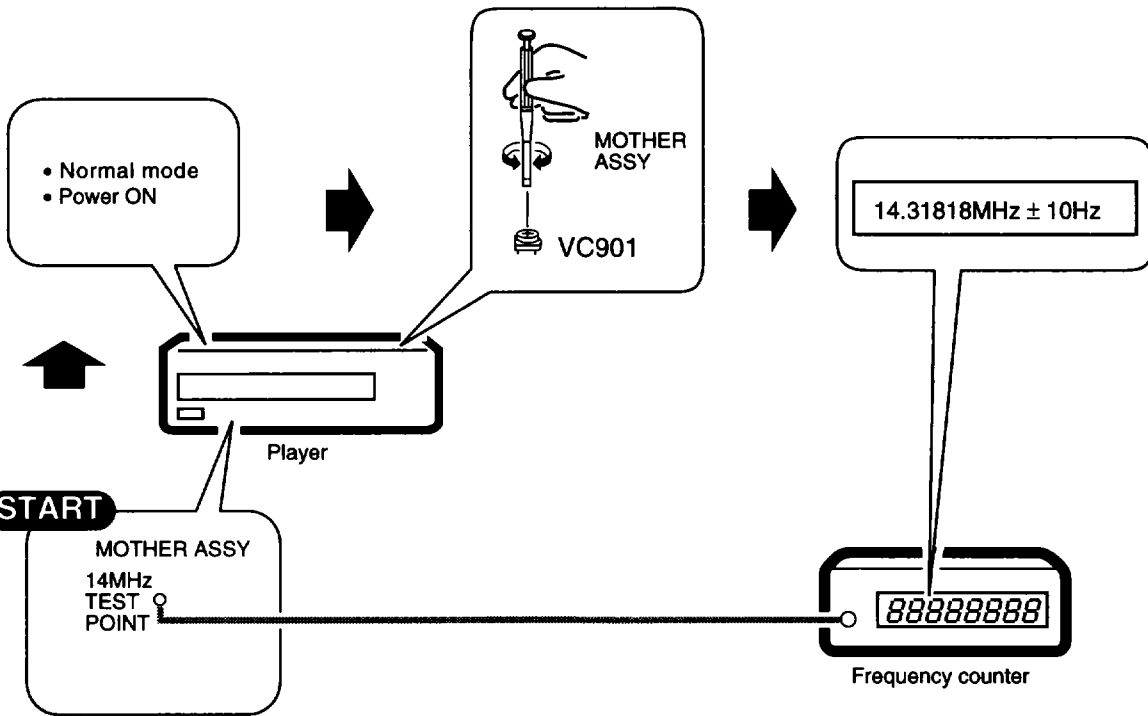 • Normal mode
• Power ON
MOTHER
ASSY
VC901
14.31818MHz ± 10Hz
Player
START
MOTHER ASSY
14MHz
TEST
POINT
88888888
Frequency counter